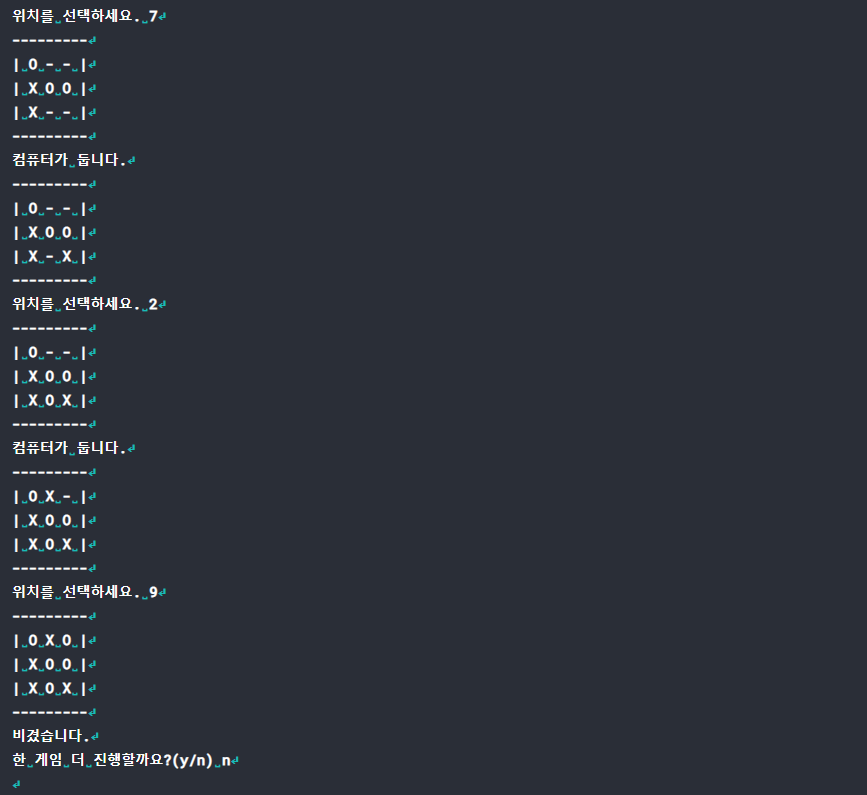 위치를 선택하세요. 7
---------
| O - - |
| X O O |
| X - - |
---------
컴퓨터가 둡니다.
---------
| O - - |
| X O O |
| X - X |
---------
위치를 선택하세요. 2
---------
| O - - |
| X O O |
| X O X |
---------
컴퓨터가 둡니다.
---------
| O X - |
| X O O |
| X O X |
---------
위치를 선택하세요. 9
---------
| O X O |
| X O O |
| X O X |
---------
비겼습니다.
한 게임 더 진행할까요?(y/n) n